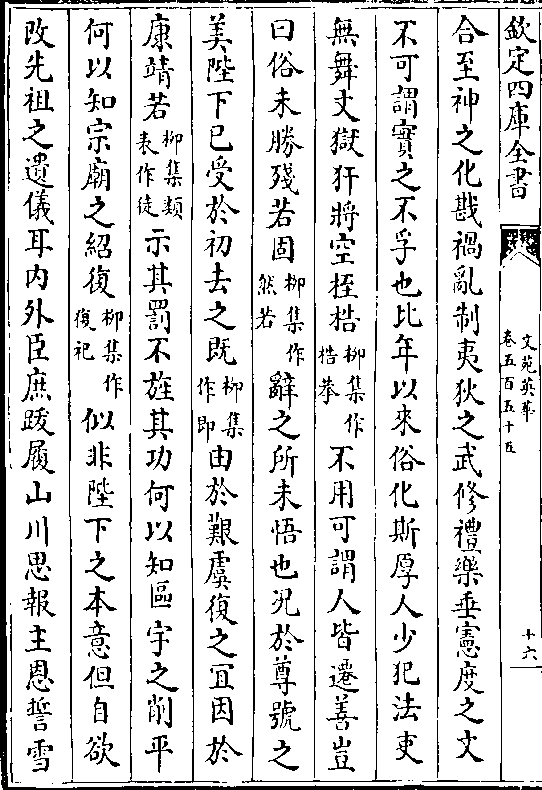 欽定四庫全書
文苑英華
卷五百五十五
十六
合至神之化戡禍亂制夷狄之武修禮樂垂憲度之文
不可謂實之不孚也比年以來俗化斯厚人少犯法吏
無舞文獄犴將空桎梏柳集作梏拲不用可謂人皆遷善豈
曰俗未勝殘若固柳集作然若辭之所未悟也况於尊號之
美陛下已受於初去之既柳集作即由於艱虞復之宜因於
康靖若柳集類表作徒示其罰不旌其功何以知區宇之削平
何以知宗廟之紹復柳集作復祀似非陛下之本意但自欲
改先祖之遺儀耳内外臣庶跋履山川思報主恩誓雪